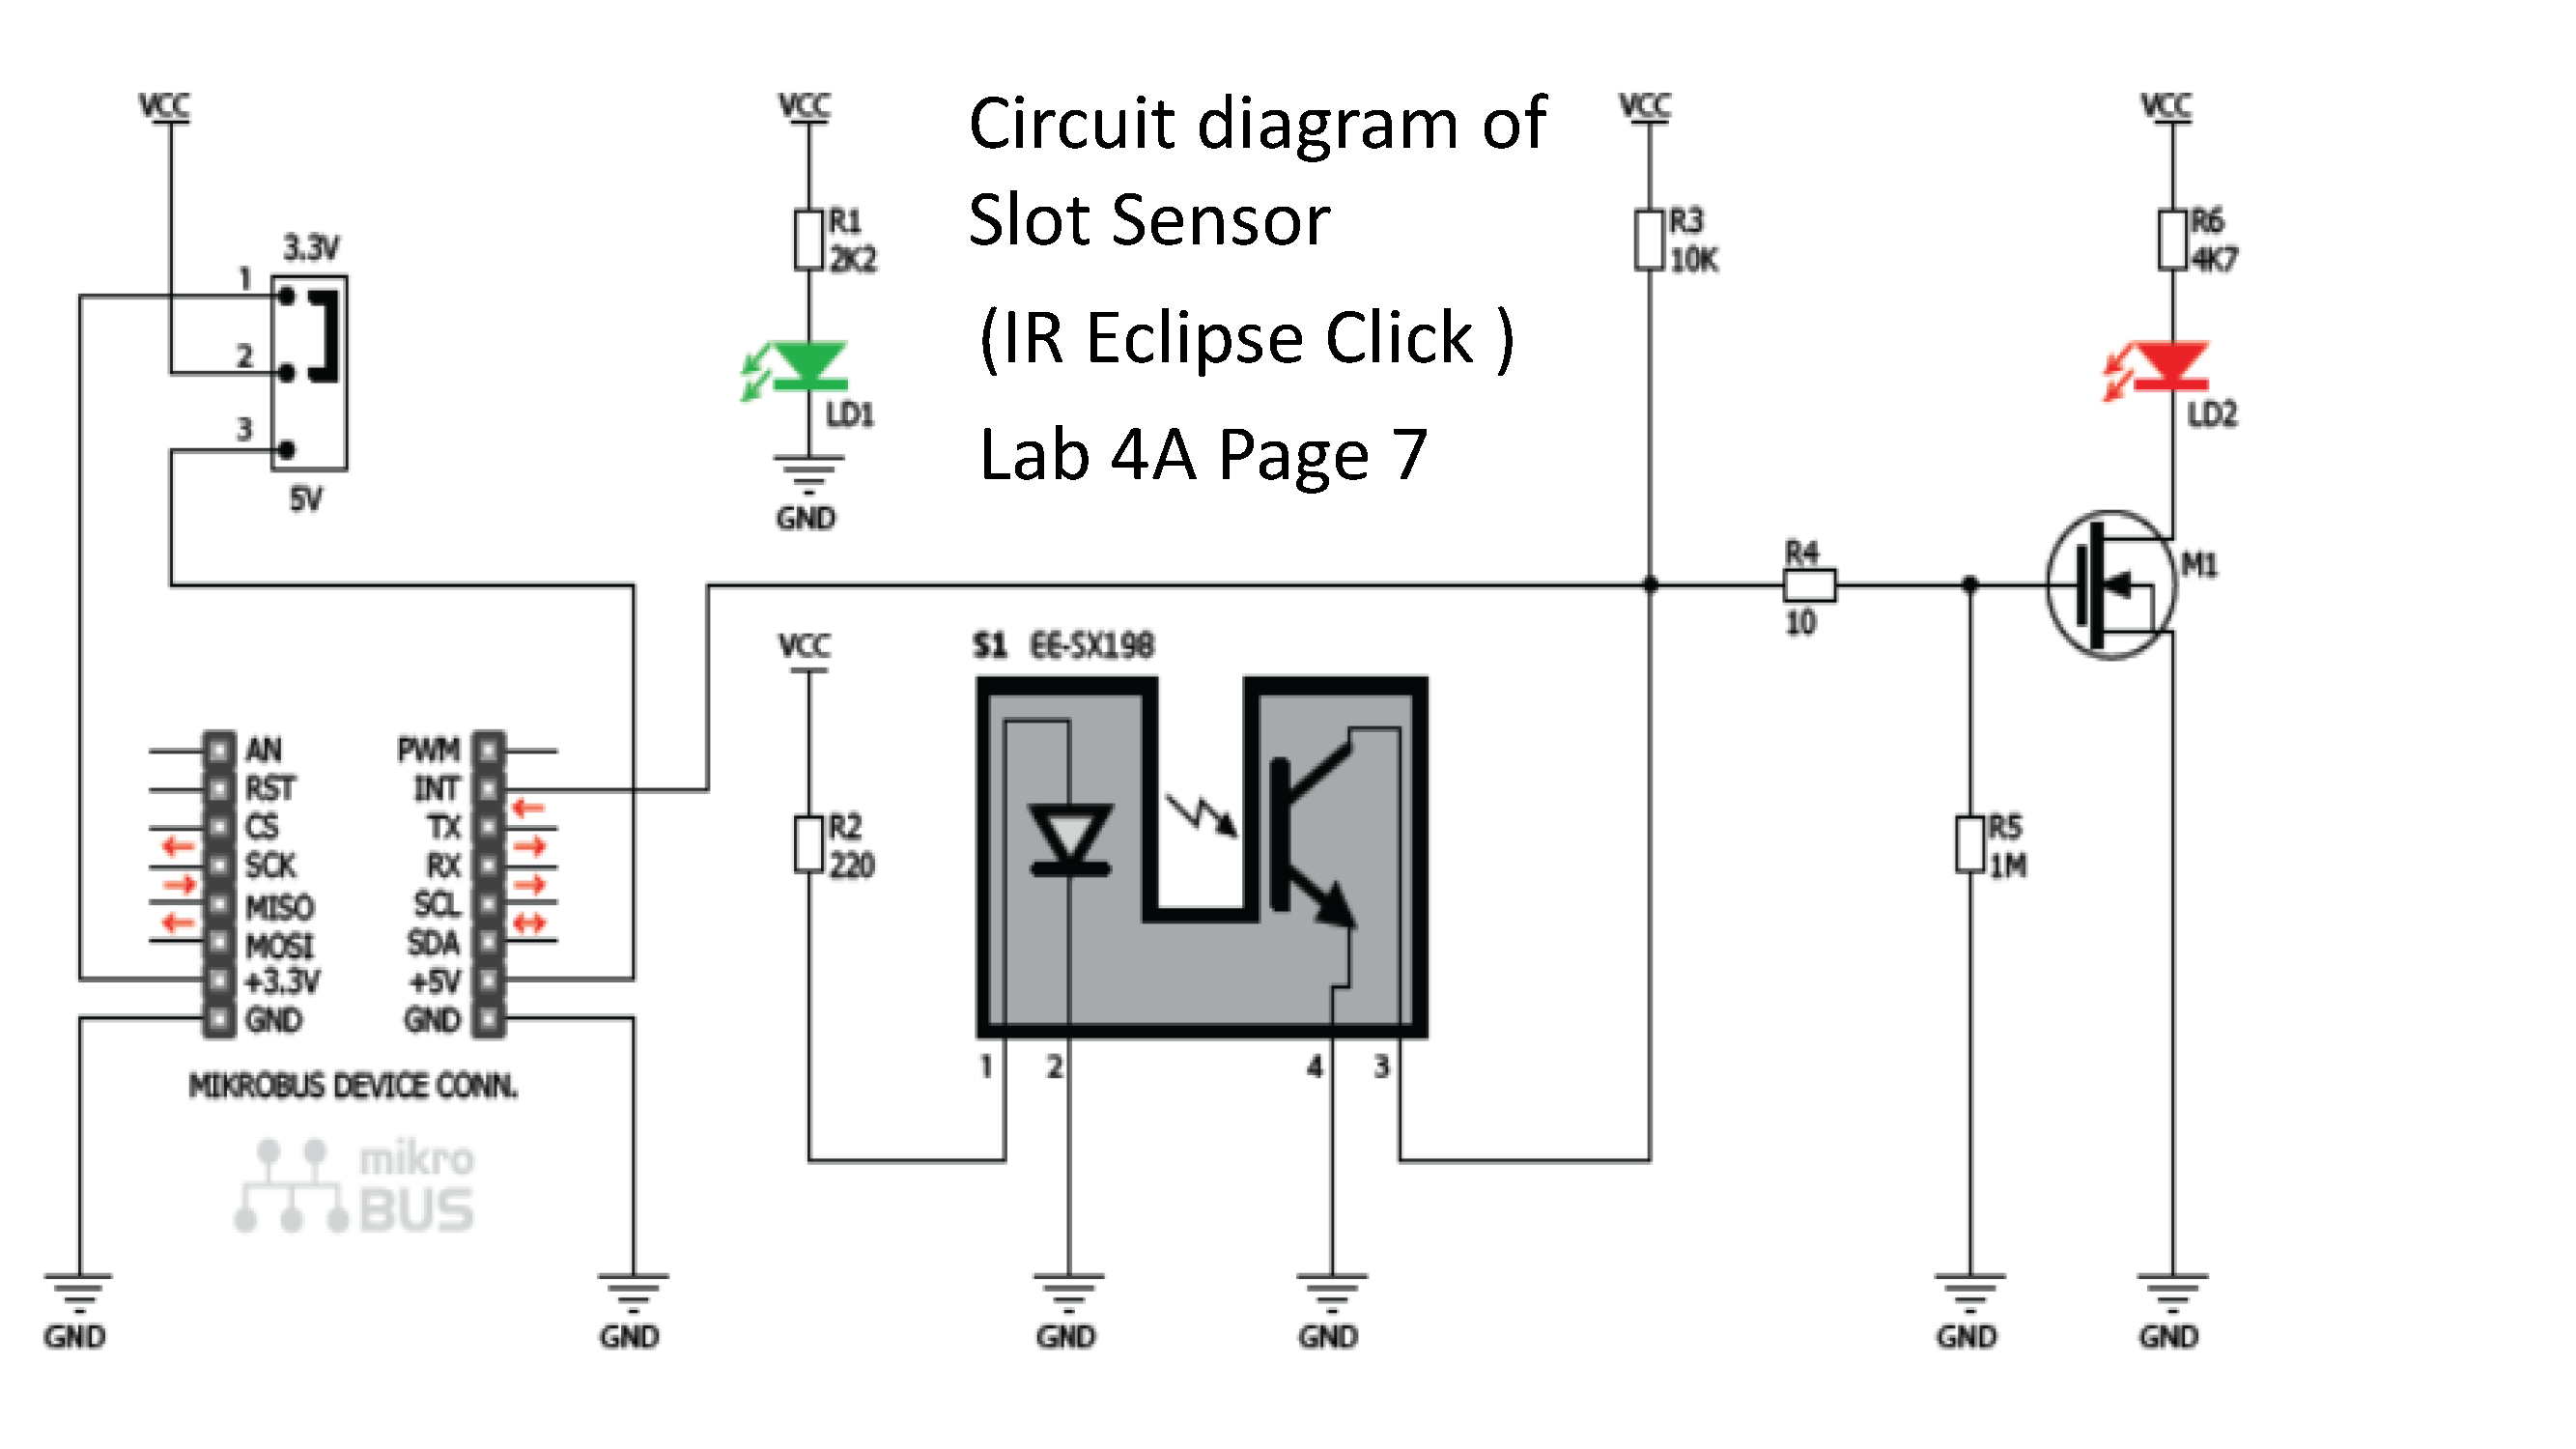 VCC
VCC
Circuit diagram of
Slot Sensor
(IR Eclipse Click )
Lab 4A Page 7
VCC
VCC
3.3V
1
2
3
5V
R1
2K2
LD1
GND
R3
10K
R6
4K7
LD2
R4
10
M1
VCC
S1 EE-SX198
R2
220
1
2
4
3
R5
1M
AN
RST
CS
SCK
MISO
MOSI
+3.3V
GND
PWM
INT
TX
RX
SCL
SDA
+5V
GND
MIKROBUS DEVICE CONN.
mikro
BUS
GND
GND
GND
GND
GND
GND